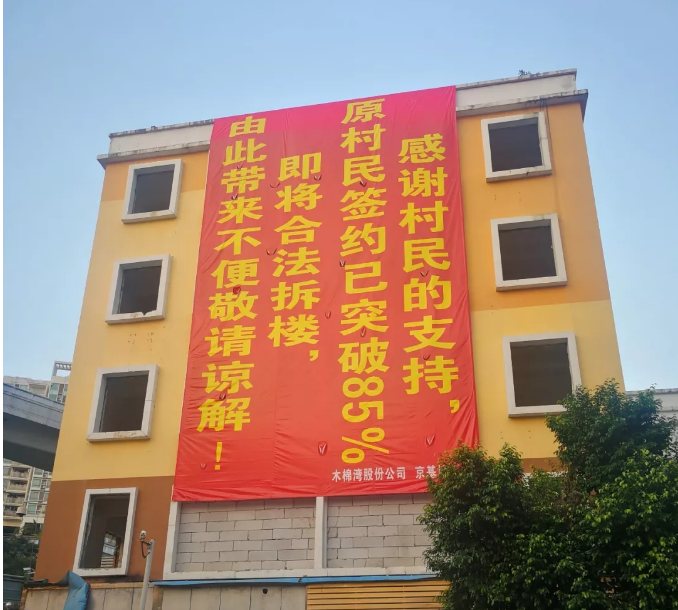 感谢村民的支持，
原村民签约已突破85%
即将合法拆楼，
由此带来不便敬请谅解！
木棉湾股份公司 京基